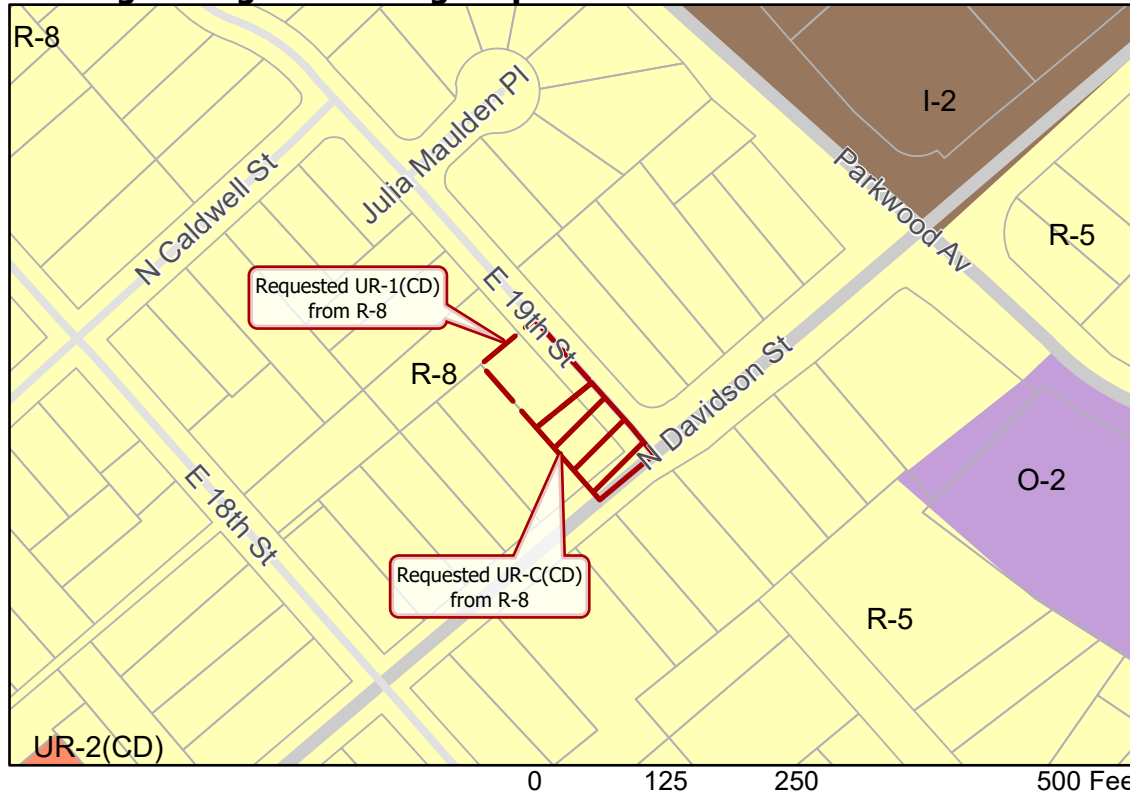 R-8
I-2
Julia Maulden Pl
N Caldwell St
Parkwood Av
R-5
E 19th St
Requested UR-1(CD)
from R-8
R-8
N Davidson St
O-2
E 18th St
Requested UR-C(CD)
from R-8
R-5
UR-2(CD)
0 125 250 500 Fee